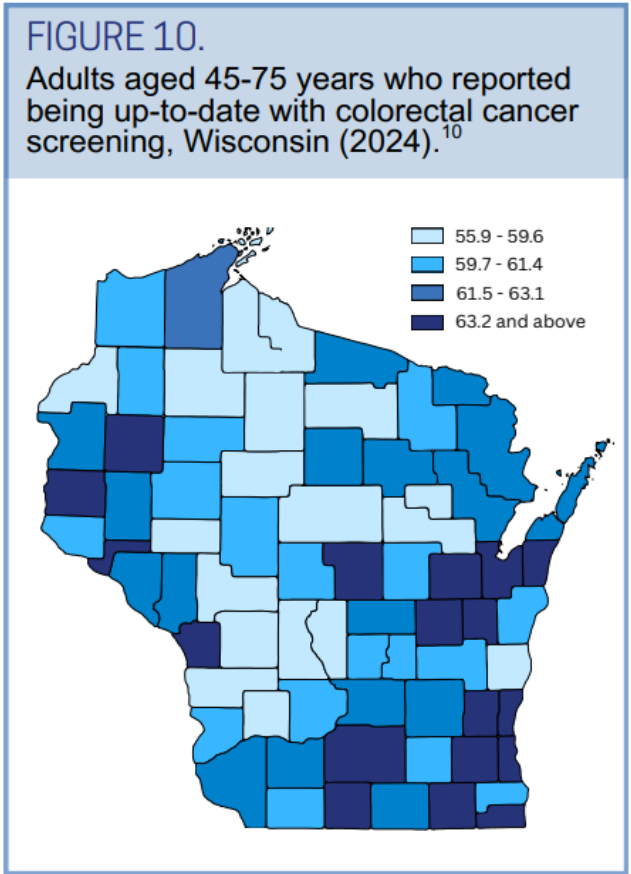 FIGURE 10.
Adults aged 45-75 years who reported
being up-to-date with colorectal cancer
screening, Wisconsin (2024).10
55.9 - 59.6
59.7 - 61.4
61.5 - 63.1
63.2 and above